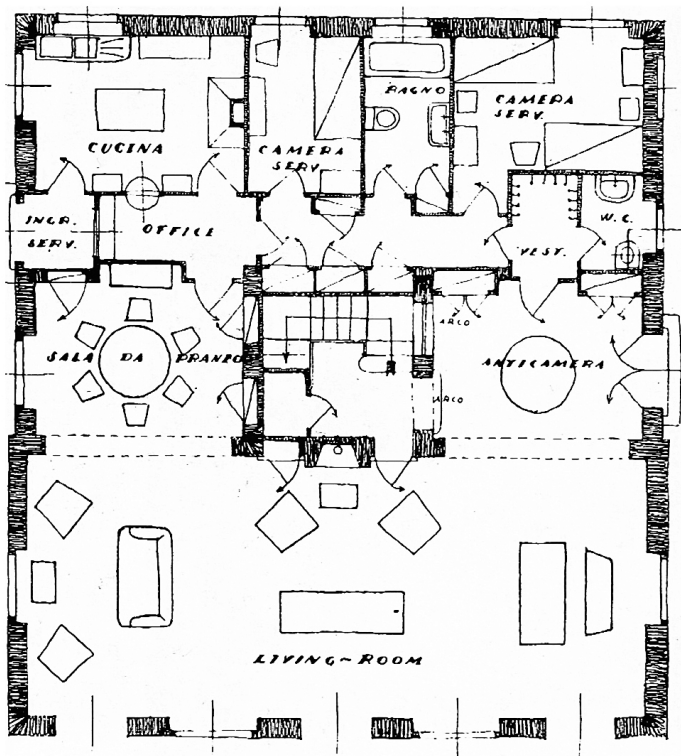 BAGNO
CAMERA
SERV.
CUCINA
CAMERA
SERV.
INGR.
SERV.
OFFICE
W.C.
VEST.
ARCO
SALA DA PRANZO
ANTICAMERA
ARCO
LIVING-ROOM